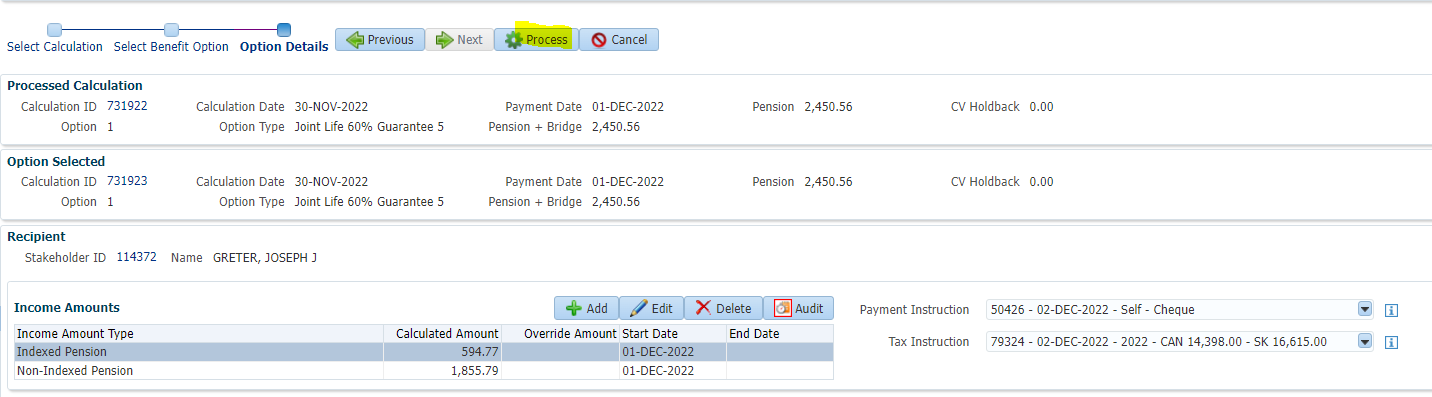 Select Calculation Select Benefit Option Option Details Previous Next Process Cancel
Processed Calculation
Calculation ID 731922 Calculation Date 30-NOV-2022 Payment Date 01-DEC-2022 Pension 2,450.56 CV Holdback 0.00
Option 1 Option Type Joint Life 60% Guarantee 5 Pension + Bridge 2,450.56
Option Selected
Calculation ID 731923 Calculation Date 30-NOV-2022 Payment Date 01-DEC-2022 Pension 2,450.56 CV Holdback 0.00
Option 1 Option Type Joint Life 60% Guarantee 5 Pension + Bridge 2,450.56
Recipient
Stakeholder ID 114372 Name GRETER, JOSEPH J
Income Amounts Add Edit Delete Audit Payment Instruction 50426 - 02-DEC-2022 - Self - Cheque
Income Amount Type Calculated Amount Override Amount Start Date End Date
Indexed Pension 594.77 01-DEC-2022 Tax Instruction 79324 - 02-DEC-2022 - 2022 - CAN 14,398.00 - SK 16,615.00
Non-Indexed Pension 1,855.79 01-DEC-2022